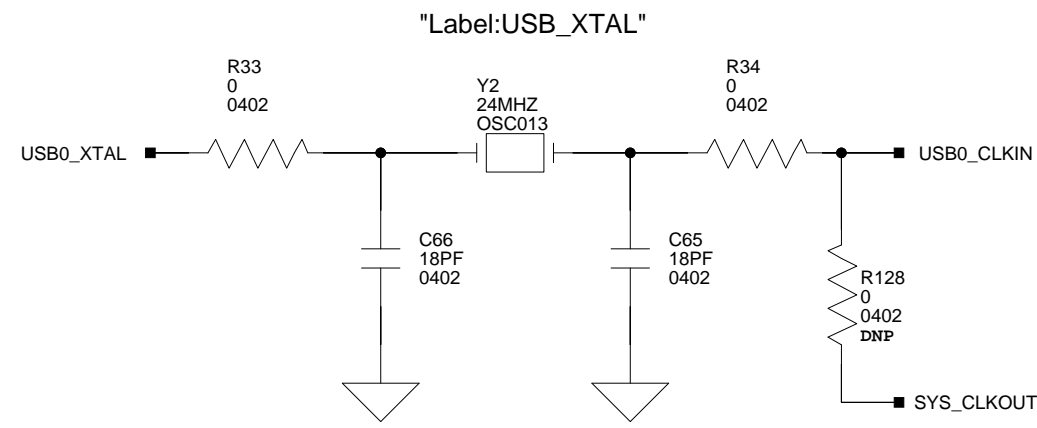 "Label:USB_XTAL"
R33
0
0402
Y2
24MHZ
OSC013
R34
0
0402
USB0_XTAL
USB0_CLKIN
C66
18PF
0402
C65
18PF
0402
R128
0
0402
DNP
SYS_CLKOUT